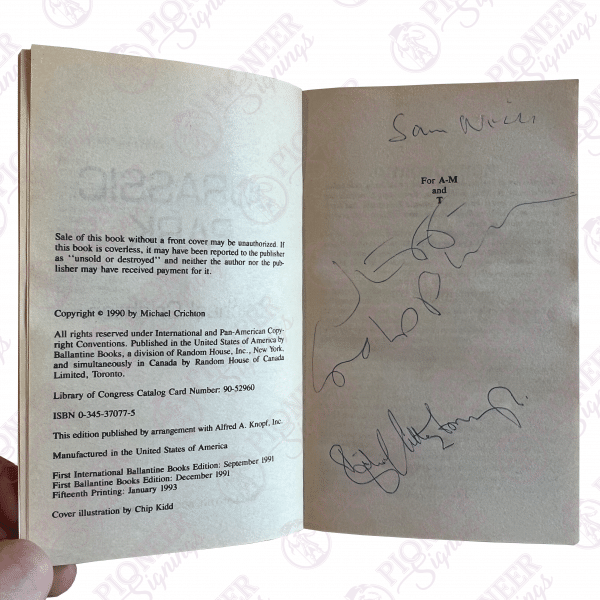 PIONEER
Signings
Sale of this book without a front cover may be unauthorized. If
this book is coverless, it may have been reported to the publisher
as "unsold or destroyed" and neither the author nor the pub-
lisher may have received payment for it.
Copyright © 1990 by Michael Crichton
All rights reserved under International and Pan-American Copy-
right Conventions. Published in the United States of America by
Ballantine Books, a division of Random House, Inc., New York,
and simultaneously in Canada by Random House of Canada
Limited, Toronto.
Library of Congress Catalog Card Number: 90-52960
ISBN 0-345-37077-5
This edition published by arrangement with Alfred A. Knopf, Inc.
Manufactured in the United States of America
First International Ballantine Books Edition: September 1991
First Ballantine Books Edition: December 1991
Fifteenth Printing: January 1993
Cover illustration by Chip Kidd
Sam Neill
For A-M
and
T
Jeff